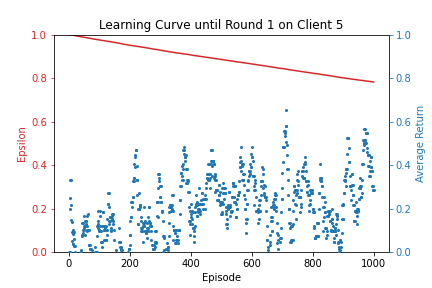 Learning Curve until Round 1 on Client 5
1.0 1.0
0.8 0.8
Epsilon 0.6 0.6 Average Return
0.4 0.4
0.2 0.2
0.0 0.0
0 200 400 600 800 1000
Episode